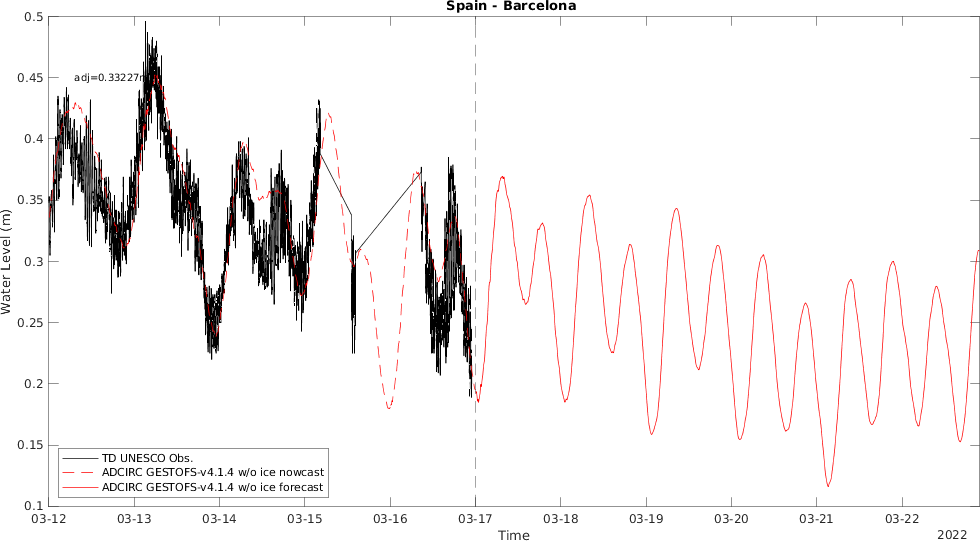 Spain - Barcelona
0.5
0.45
0.4
0.35
0.3
0.25
0.2
0.15
0.1
Water Level (m)
adj=0.33227m
TD UNESCO Obs.
ADCIRC GESTOFS-v4.1.4 w/o ice nowcast
ADCIRC GESTOFS-v4.1.4 w/o ice forecast
03-12 03-13 03-14 03-15 03-16 03-17 03-18 03-19 03-20 03-21 03-22
Time
2022